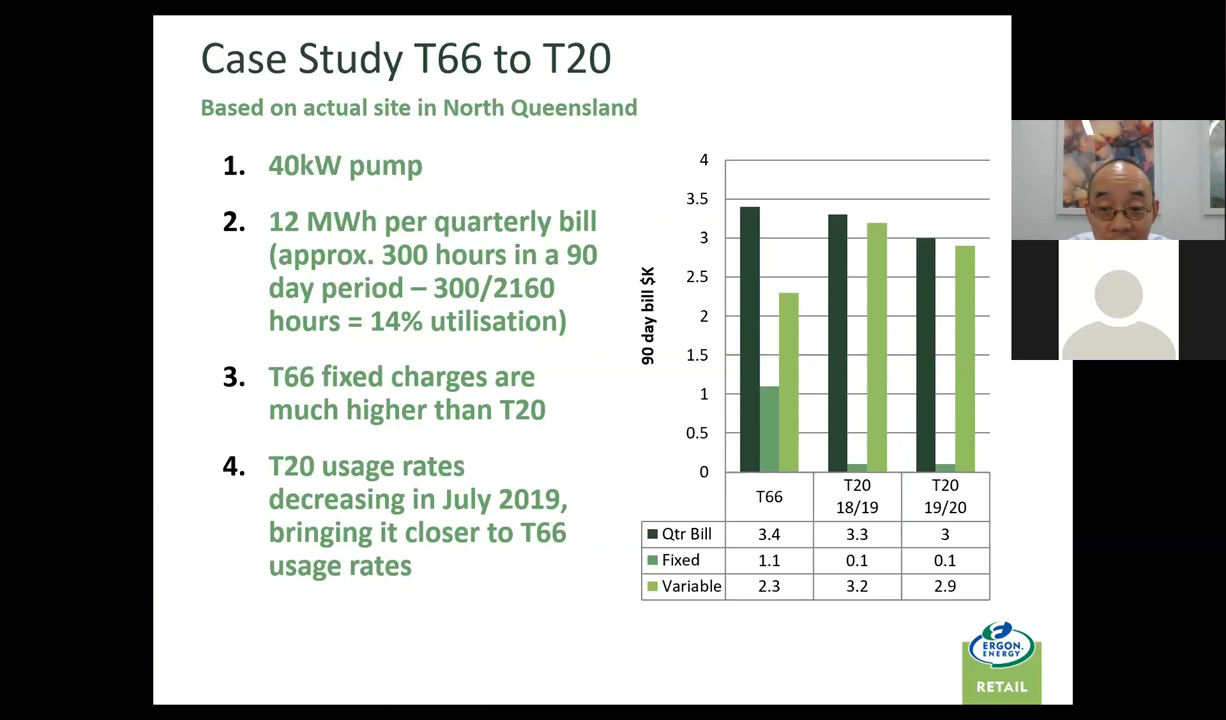 Case Study T66 to T20
Based on actual site in North Queensland
1. 40kW pump
2. 12 MWh per quarterly bill
(approx. 300 hours in a 90
day period – 300/2160
hours = 14% utilisation)
3. T66 fixed charges are
much higher than T20
4. T20 usage rates
decreasing in July 2019,
bringing it closer to T66
usage rates
90 day bill $K
4
3.5
3
2.5
2
1.5
1
0.5
0
T66 T20 18/19 T20 19/20
Qtr Bill 3.4 3.3 3
Fixed 1.1 0.1 0.1
Variable 2.3 3.2 2.9
ERGON.
ENERGY
RETAIL